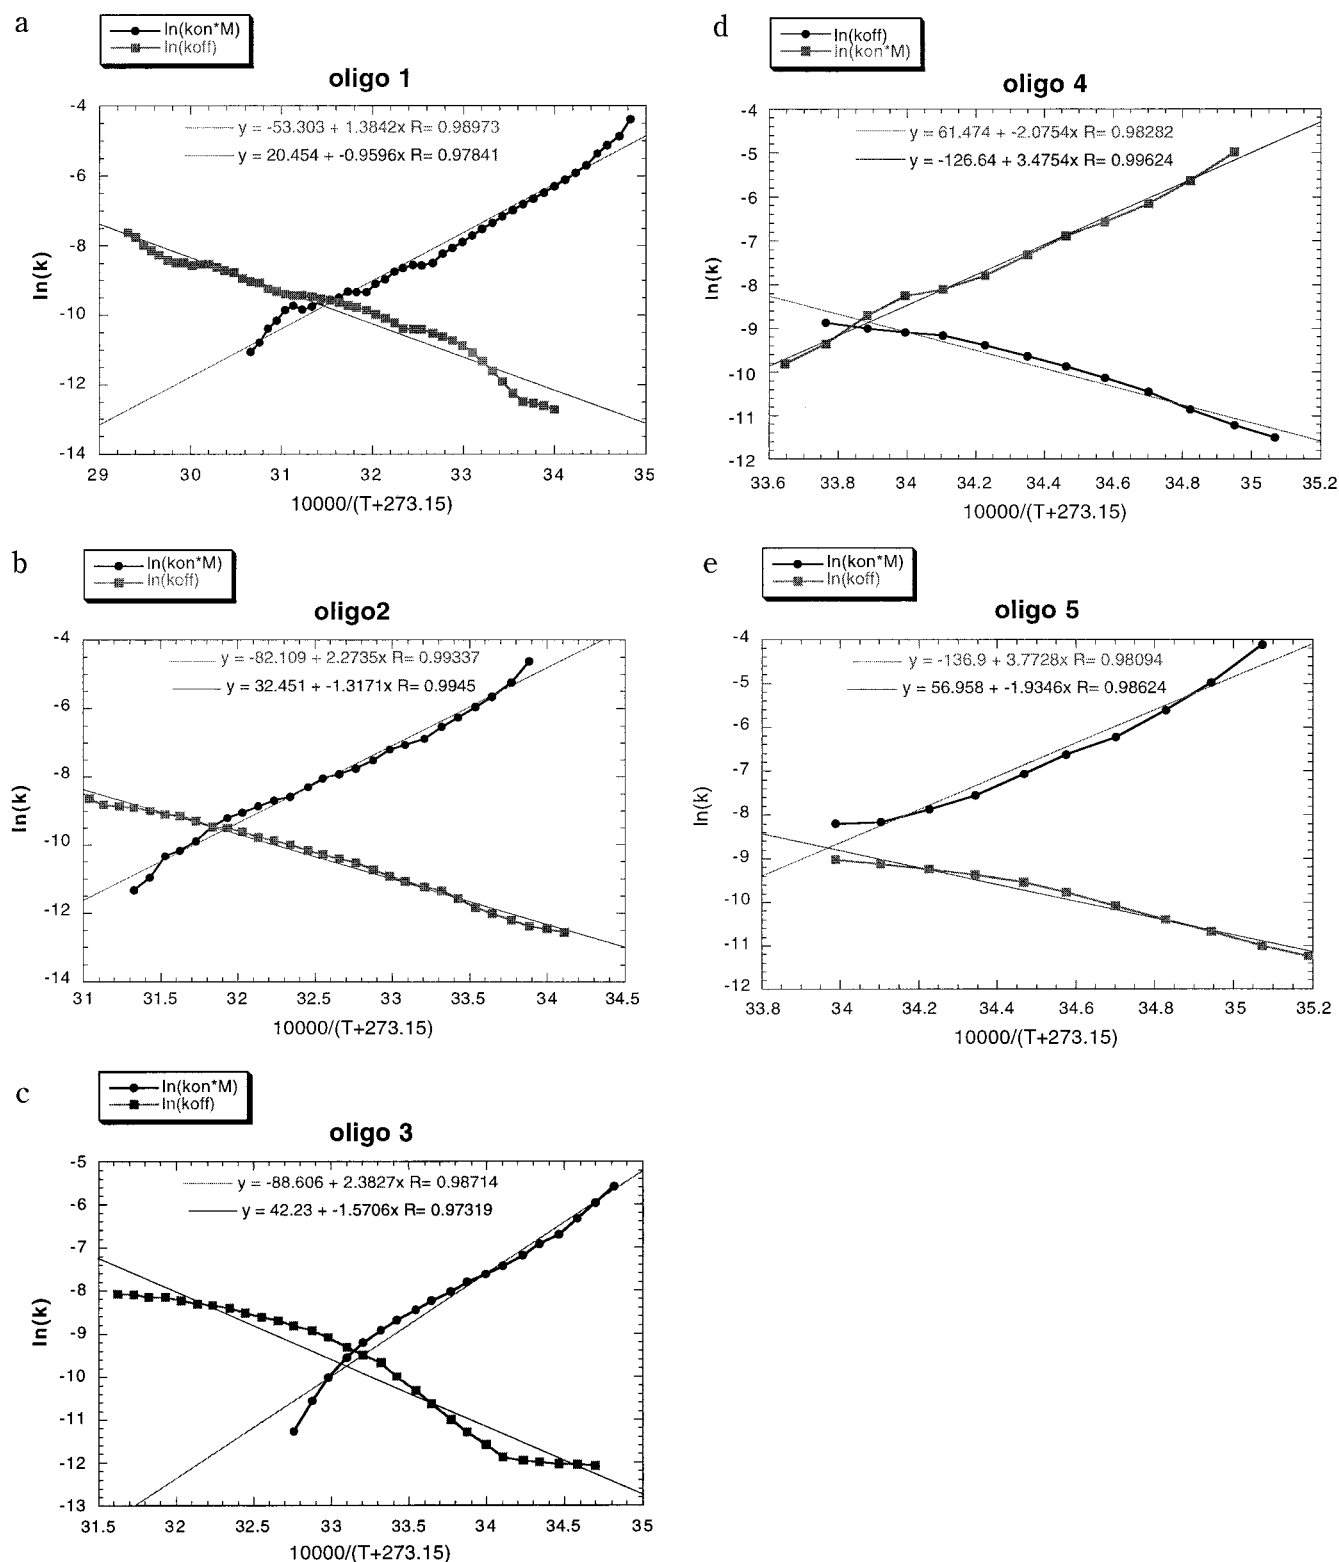 a
ln(kon*M)
ln(koff)
oligo 1
y = -53.303 + 1.3842x R= 0.98973
y = 20.454 + -0.9596x R= 0.97841
ln(k)
-4
-6
-8
-10
-12
-14
29 30 31 32 33 34 35
10000/(T+273.15)
b
ln(kon*M)
ln(koff)
oligo2
y = -82.109 + 2.2735x R= 0.99337
y = 32.451 + -1.3171x R= 0.9945
ln(k)
-4
-6
-8
-10
-12
-14
31 31.5 32 32.5 33 33.5 34 34.5
10000/(T+273.15)
c
ln(kon*M)
ln(koff)
oligo 3
y = -88.606 + 2.3827x R= 0.98714
y = 42.23 + -1.5706x R= 0.97319
ln(k)
-5
-6
-7
-8
-9
-10
-11
-12
-13
31.5 32 32.5 33 33.5 34 34.5 35
10000/(T+273.15)
d
ln(koff)
ln(kon*M)
oligo 4
y = 61.474 + -2.0754x R= 0.98282
y = -126.64 + 3.4754x R= 0.99624
ln(k)
-4
-5
-6
-7
-8
-9
-10
-11
-12
33.6 33.8 34 34.2 34.4 34.6 34.8 35 35.2
10000/(T+273.15)
e
ln(kon*M)
ln(koff)
oligo 5
y = -136.9 + 3.7728x R= 0.98094
y = 56.958 + -1.9346x R= 0.98624
ln(k)
-4
-5
-6
-7
-8
-9
-10
-11
-12
33.8 34 34.2 34.4 34.6 34.8 35 35.2
10000/(T+273.15)